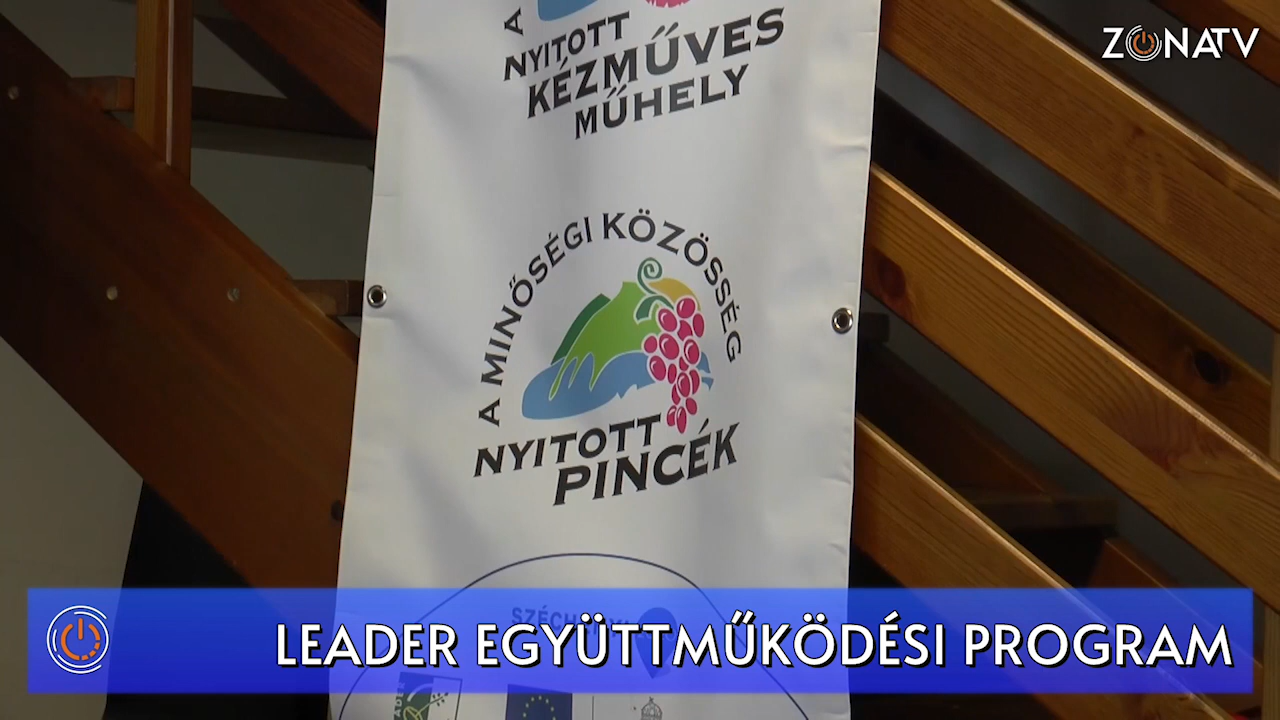 ZONATV
A
NYITOTT
KÉZMŰVES
MŰHELY
A MINŐSÉGI KÖZÖSSÉG
NYITOTT
PINCÉK
LEADER EGYÜTTMŰKÖDÉSI PROGRAM